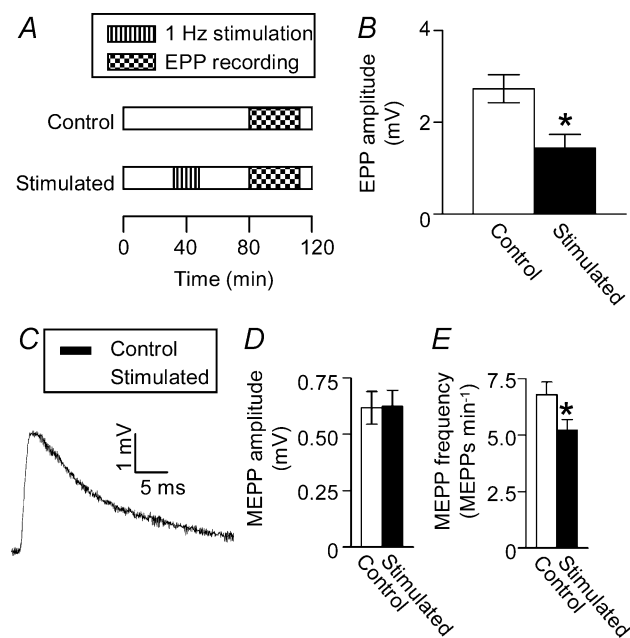 A
1 Hz stimulation
EPP recording
Control
Stimulated
0 40 80 120
Time (min)
B
EPP amplitude
(mV)
4
2
0
*
Control
Stimulated
C
Control
Stimulated
1 mV
5 ms
D
MEPP amplitude
(mV)
0.75
0.50
0.25
0
Control
Stimulated
E
MEPP frequency
(MEPPs min⁻¹)
7.5
5.0
2.5
0
*
Control
Stimulated